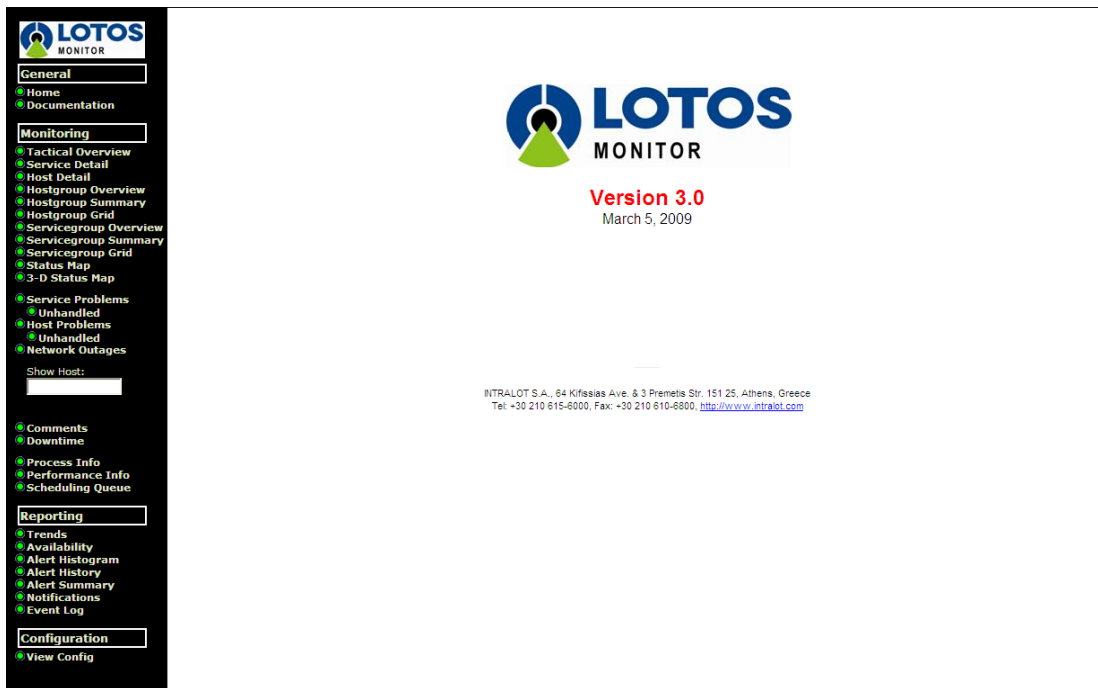 LOTOS
MONITOR
General
Home
Documentation
Monitoring
Tactical Overview
Service Detail
Host Detail
Hostgroup Overview
Hostgroup Summary
Hostgroup Grid
Servicegroup Overview
Servicegroup Summary
Servicegroup Grid
Status Map
3-D Status Map
Service Problems
Unhandled
Host Problems
Unhandled
Network Outages
Show Host:
Comments
Downtime
Process Info
Performance Info
Scheduling Queue
Reporting
Trends
Availability
Alert Histogram
Alert History
Alert Summary
Notifications
Event Log
Configuration
View Config
LOTOS
MONITOR
Version 3.0
March 5, 2009
INTRALOT S.A., 64 Kifissias Ave. & 3 Premetis Str. 151 25, Athens, Greece
Tel: +30 210 615-6000, Fax: +30 210 610-6800, http://www.intralot.com